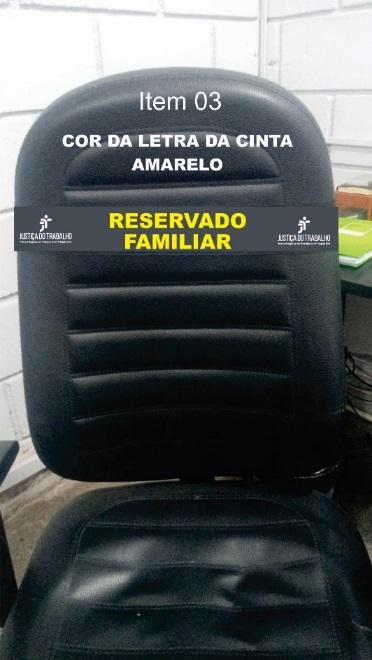 Item 03
COR DA LETRA DA CINTA
AMARELO
RESERVADO
FAMILIAR
JUSTIÇA DO TRABALHO
JUSTIÇA DO TRABALHO